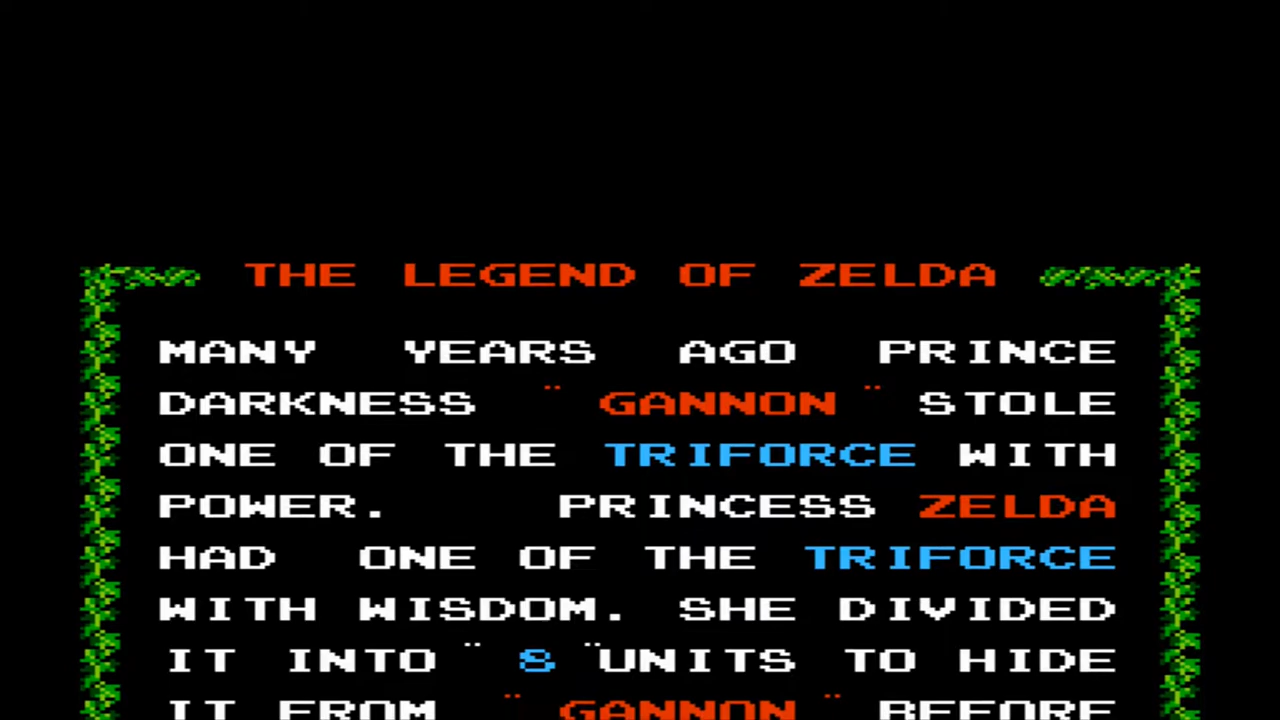 THE LEGEND OF ZELDA
MANY YEARS AGO PRINCE
DARKNESS " GANNON " STOLE
ONE OF THE TRIFORCE WITH
POWER. PRINCESS ZELDA
HAD ONE OF THE TRIFORCE
WITH WISDOM. SHE DIVIDED
IT INTO " 8 "UNITS TO HIDE
IT FROM " GANNON " BEFORE